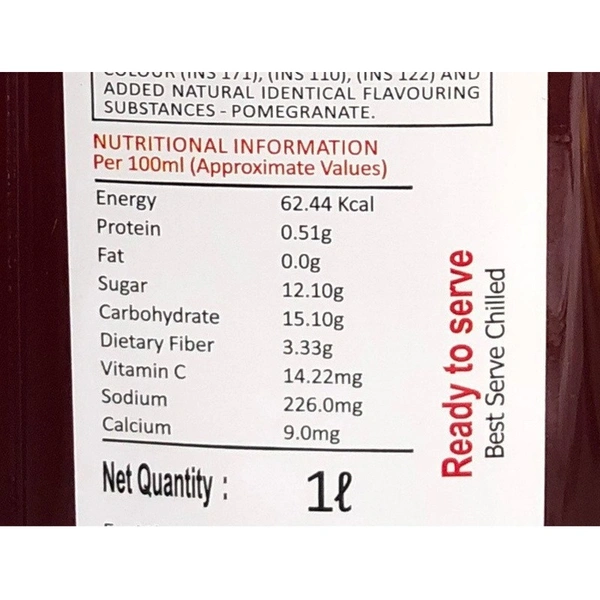 COLOUR (INS 171), (INS 110), (INS 122) AND
ADDED NATURAL IDENTICAL FLAVOURING
SUBSTANCES - POMEGRANATE.
NUTRITIONAL INFORMATION
Per 100ml (Approximate Values)
Energy 62.44 Kcal
Protein 0.51g
Fat 0.0g
Sugar 12.10g
Carbohydrate 15.10g
Dietary Fiber 3.33g
Vitamin C 14.22mg
Sodium 226.0mg
Calcium 9.0mg
Net Quantity : 1ℓ
Ready to serve
Best Serve Chilled